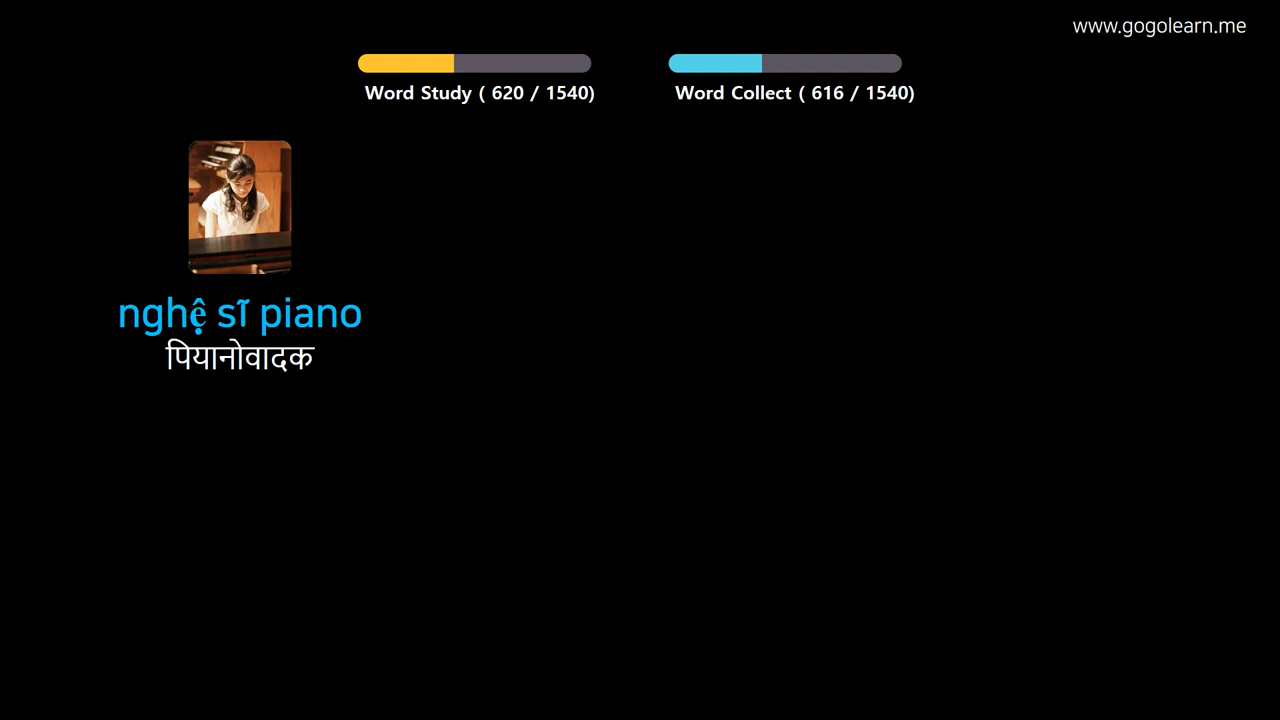 www.gogolearn.me
Word Study ( 620 / 1540)
Word Collect ( 616 / 1540)
nghệ sĩ piano
पियानोवादक